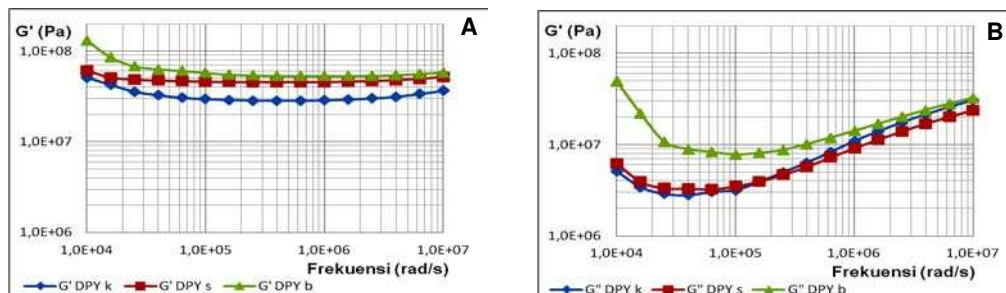 G' (Pa)
A
1,0E+08
1,0E+07
1,0E+06
1,0E+04 1,0E+05 1,0E+06 1,0E+07
Frekuensi (rad/s)
G' DPY k G' DPY s G' DPY b
G" (Pa)
B
1,0E+08
1,0E+07
1,0E+06
1,0E+04 1,0E+05 1,0E+06 1,0E+07
Frekuensi (rad/s)
G" DPY k G" DPY s G" DPY b